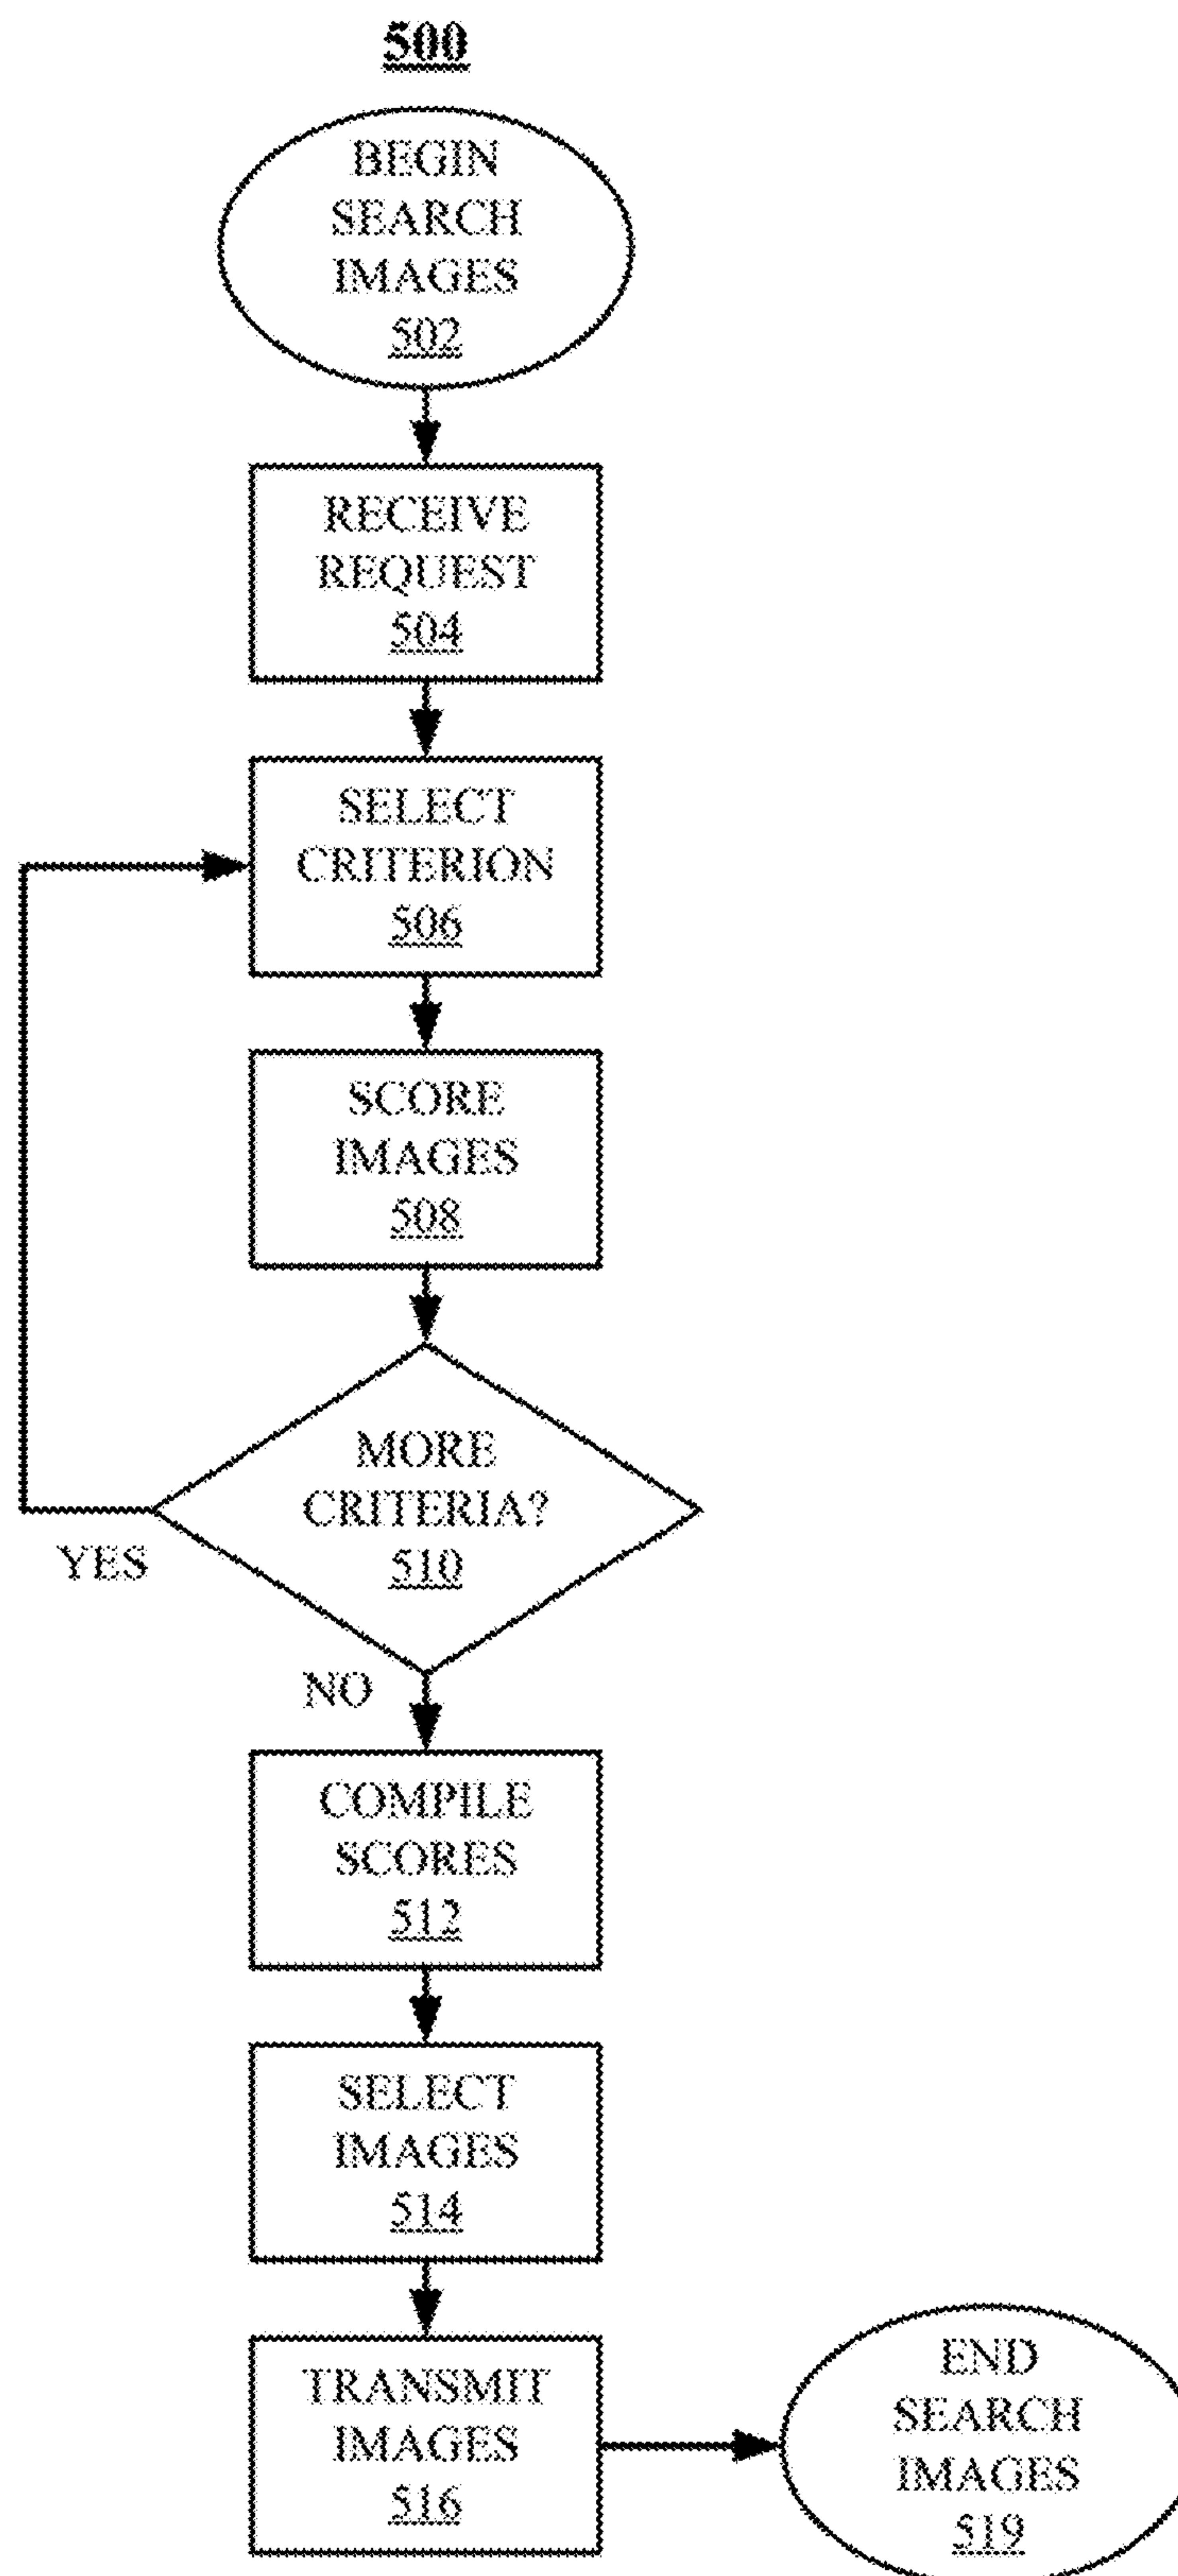 500
BEGIN
SEARCH
IMAGES
502
RECEIVE
REQUEST
504
SELECT
CRITERION
506
SCORE
IMAGES
508
MORE
CRITERIA?
510
YES
NO
COMPILE
SCORES
512
SELECT
IMAGES
514
TRANSMIT
IMAGES
516
END
SEARCH
IMAGES
519